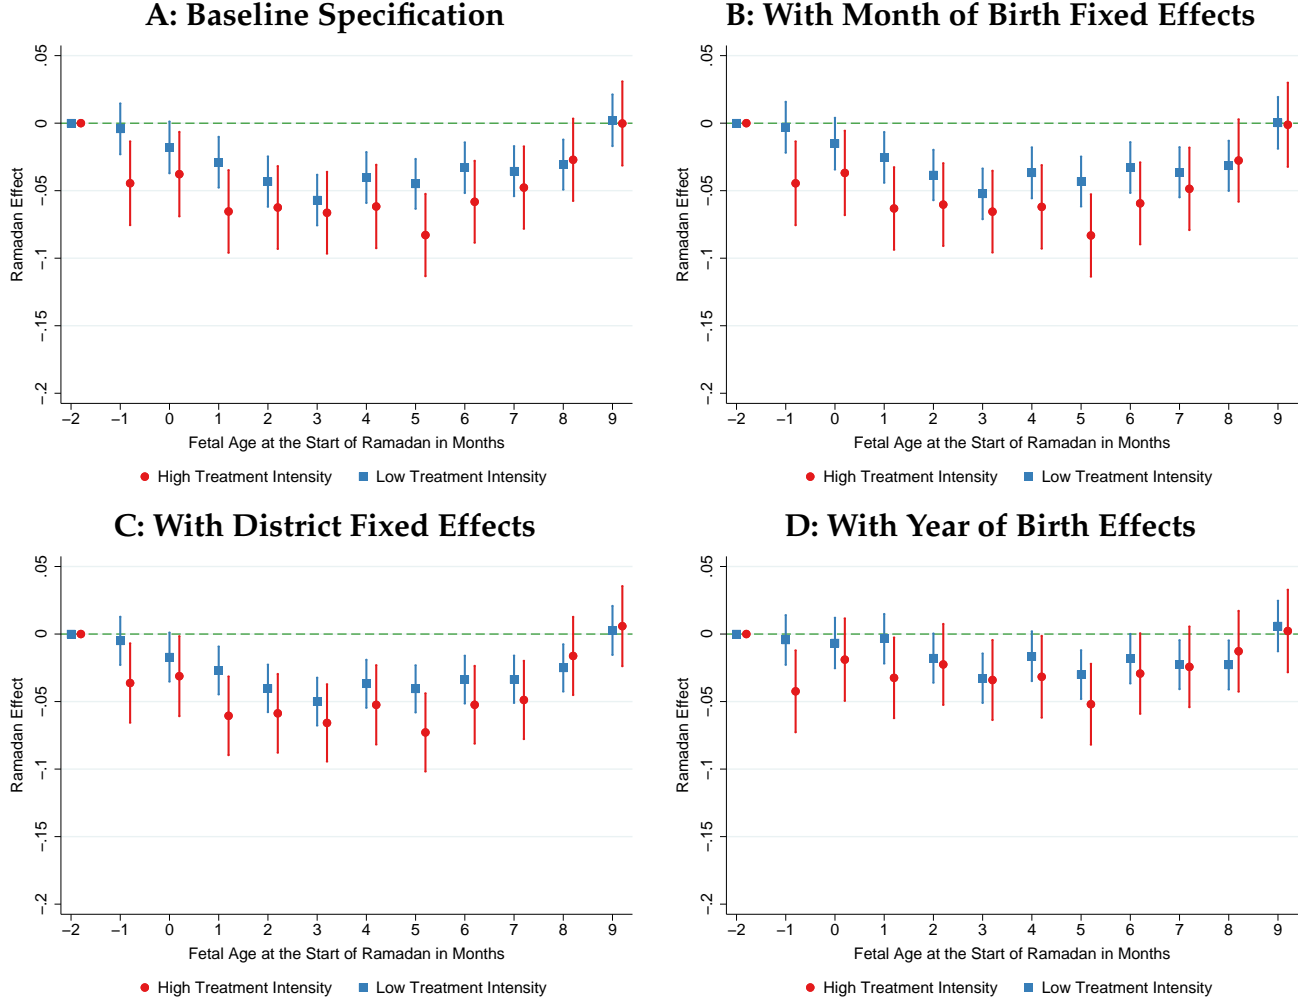 A: Baseline Specification
.05
0
−.05
−.1
−.15
−.2
Ramadan Effect
−2 −1 0 1 2 3 4 5 6 7 8 9
Fetal Age at the Start of Ramadan in Months
High Treatment Intensity Low Treatment Intensity
B: With Month of Birth Fixed Effects
.05
0
−.05
−.1
−.15
−.2
Ramadan Effect
−2 −1 0 1 2 3 4 5 6 7 8 9
Fetal Age at the Start of Ramadan in Months
High Treatment Intensity Low Treatment Intensity
C: With District Fixed Effects
.05
0
−.05
−.1
−.15
−.2
Ramadan Effect
−2 −1 0 1 2 3 4 5 6 7 8 9
Fetal Age at the Start of Ramadan in Months
High Treatment Intensity Low Treatment Intensity
D: With Year of Birth Effects
.05
0
−.05
−.1
−.15
−.2
Ramadan Effect
−2 −1 0 1 2 3 4 5 6 7 8 9
Fetal Age at the Start of Ramadan in Months
High Treatment Intensity Low Treatment Intensity